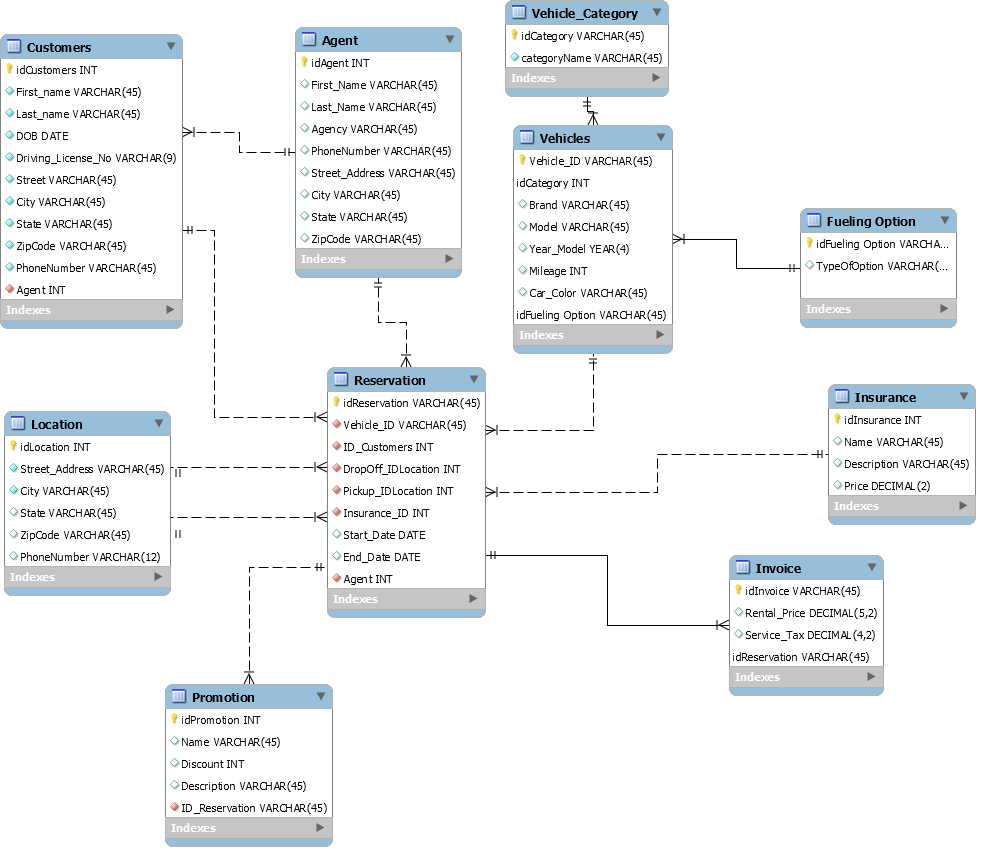 Vehicle_Category
idCategory VARCHAR(45)
categoryName VARCHAR(45)
Indexes
Customers
idCustomers INT
First_name VARCHAR(45)
Last_name VARCHAR(45)
DOB DATE
Driving_License_No VARCHAR(9)
Street VARCHAR(45)
City VARCHAR(45)
State VARCHAR(45)
ZipCode VARCHAR(45)
PhoneNumber VARCHAR(45)
Agent INT
Indexes
Agent
idAgent INT
First_Name VARCHAR(45)
Last_Name VARCHAR(45)
Agency VARCHAR(45)
PhoneNumber VARCHAR(45)
Street_Address VARCHAR(45)
City VARCHAR(45)
State VARCHAR(45)
ZipCode VARCHAR(45)
Indexes
Vehicles
Vehicle_ID VARCHAR(45)
idCategory INT
Brand VARCHAR(45)
Model VARCHAR(45)
Year_Model YEAR(4)
Mileage INT
Car_Color VARCHAR(45)
idFueling Option VARCHAR(45)
Indexes
Fueling Option
idFueling Option VARCHA...
TypeOfOption VARCHAR(...
Indexes
Reservation
idReservation VARCHAR(45)
Vehicle_ID VARCHAR(45)
ID_Customers INT
DropOff_IDLocation INT
Pickup_IDLocation INT
Insurance_ID INT
Start_Date DATE
End_Date DATE
Agent INT
Indexes
Insurance
idInsurance INT
Name VARCHAR(45)
Description VARCHAR(45)
Price DECIMAL(2)
Indexes
Location
idLocation INT
Street_Address VARCHAR(45)
City VARCHAR(45)
State VARCHAR(45)
ZipCode VARCHAR(45)
PhoneNumber VARCHAR(12)
Indexes
Invoice
idInvoice VARCHAR(45)
Rental_Price DECIMAL(5,2)
Service_Tax DECIMAL(4,2)
idReservation VARCHAR(45)
Indexes
Promotion
idPromotion INT
Name VARCHAR(45)
Discount INT
Description VARCHAR(45)
ID_Reservation VARCHAR(45)
Indexes